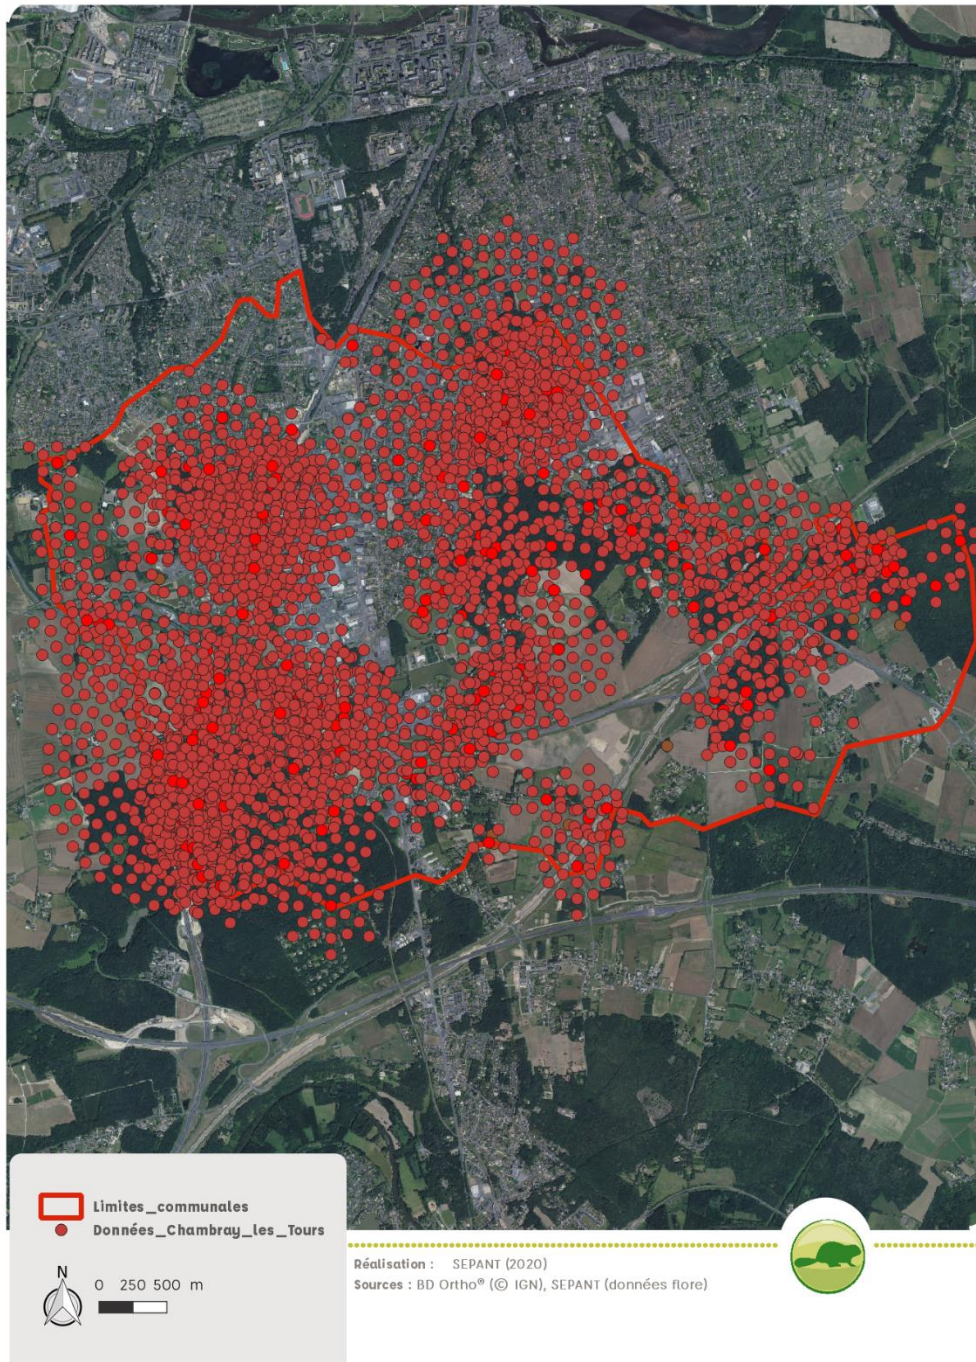 Limites_communales
Données_Chambray_les_Tours
N
0 250 500 m
Réalisation : SEPANT (2020)
Sources : BD Ortho® (© IGN), SEPANT (données flore)